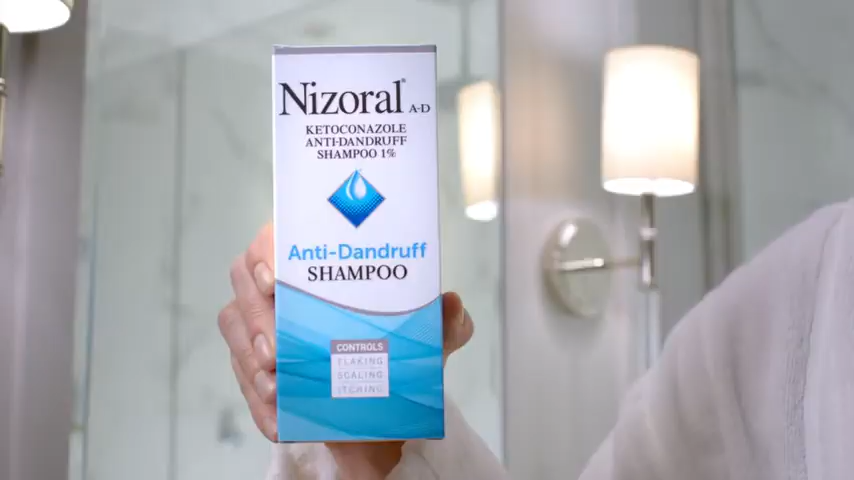 Nizoral® A-D
KETOCONAZOLE
ANTI-DANDRUFF
SHAMPOO 1%
Anti-Dandruff
SHAMPOO
CONTROLS
FLAKING
SCALING
ITCHING